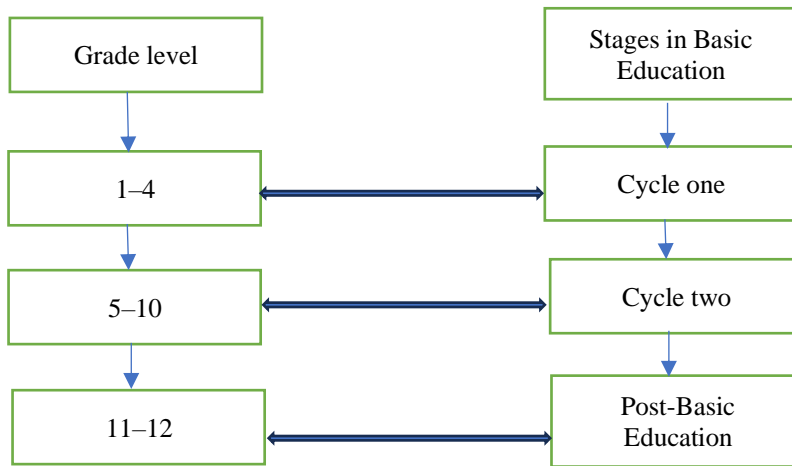 Grade level
Stages in Basic
Education
1–4
Cycle one
5–10
Cycle two
11–12
Post-Basic
Education